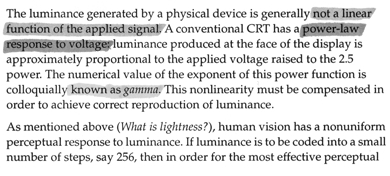 The luminance generated by a physical device is generally not a linear
function of the applied signal. A conventional CRT has a power-law
response to voltage: luminance produced at the face of the display is
approximately proportional to the applied voltage raised to the 2.5
power. The numerical value of the exponent of this power function is
colloquially known as gamma. This nonlinearity must be compensated in
order to achieve correct reproduction of luminance.
As mentioned above (What is lightness?), human vision has a nonuniform
perceptual response to luminance. If luminance is to be coded into a small
number of steps, say 256, then in order for the most effective perceptual